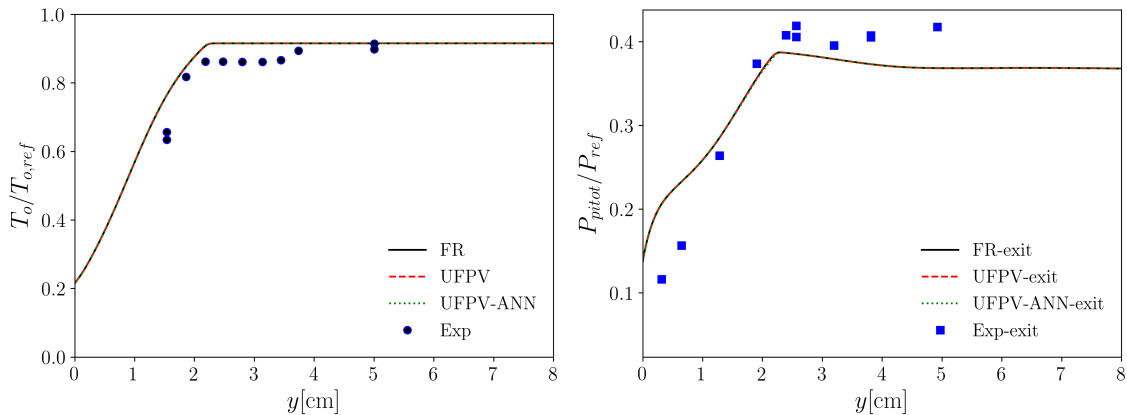 1.0
0.8
0.6
0.4
0.2
0.0
T_o/T_{o,ref}
0 1 2 3 4 5 6 7 8
y[cm]
FR
UFPV
UFPV-ANN
Exp
0.4
0.3
0.2
0.1
P_{pitot}/P_{ref}
0 1 2 3 4 5 6 7 8
y[cm]
FR-exit
UFPV-exit
UFPV-ANN-exit
Exp-exit